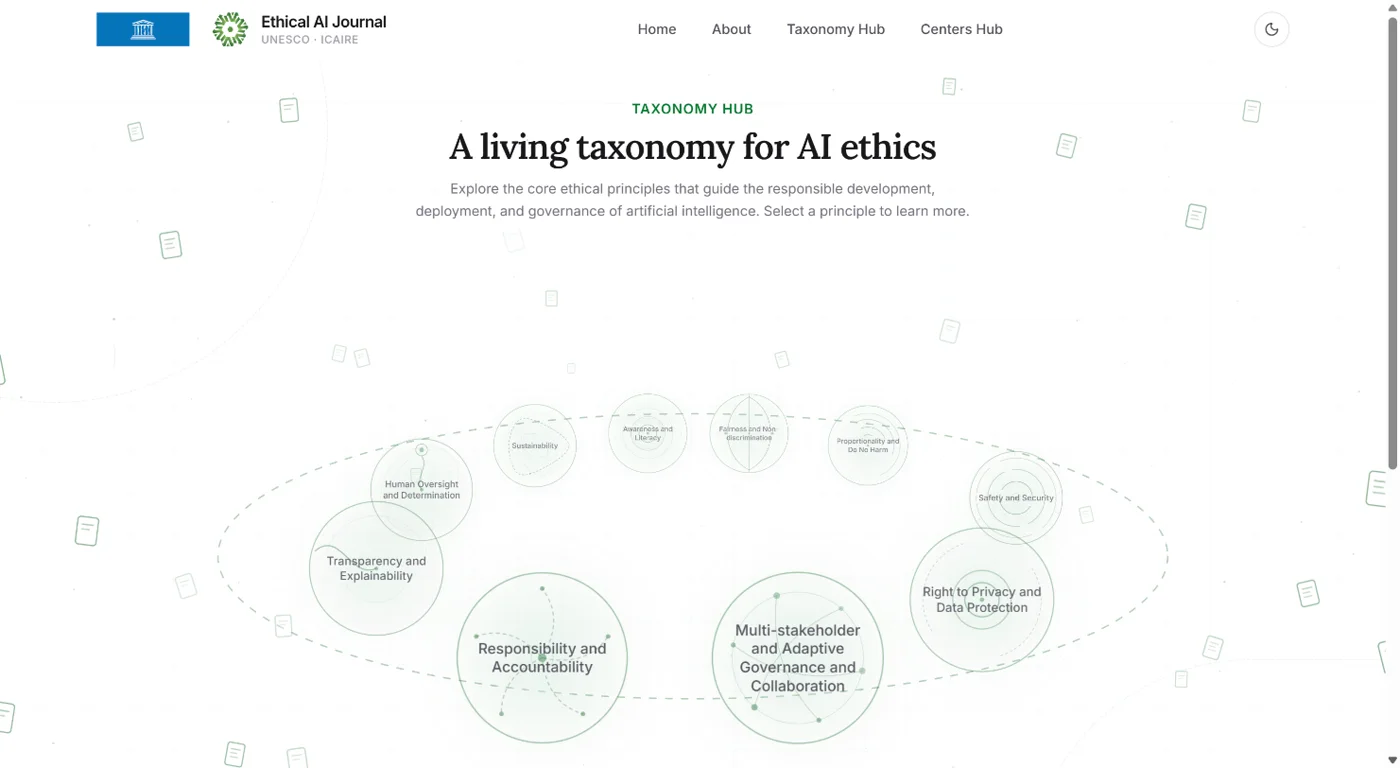 Ethical AI Journal
UNESCO · ICAIRE
Home
About
Taxonomy Hub
Centers Hub
TAXONOMY HUB
A living taxonomy for AI ethics
Explore the core ethical principles that guide the responsible development,
deployment, and governance of artificial intelligence. Select a principle to learn more.
Sustainability
Awareness and
Literacy
Fairness and Non-
discrimination
Proportionality and
Do No Harm
Human Oversight
and Determination
Safety and Security
Transparency and
Explainability
Right to Privacy and
Data Protection
Responsibility and
Accountability
Multi-stakeholder
and Adaptive
Governance and
Collaboration